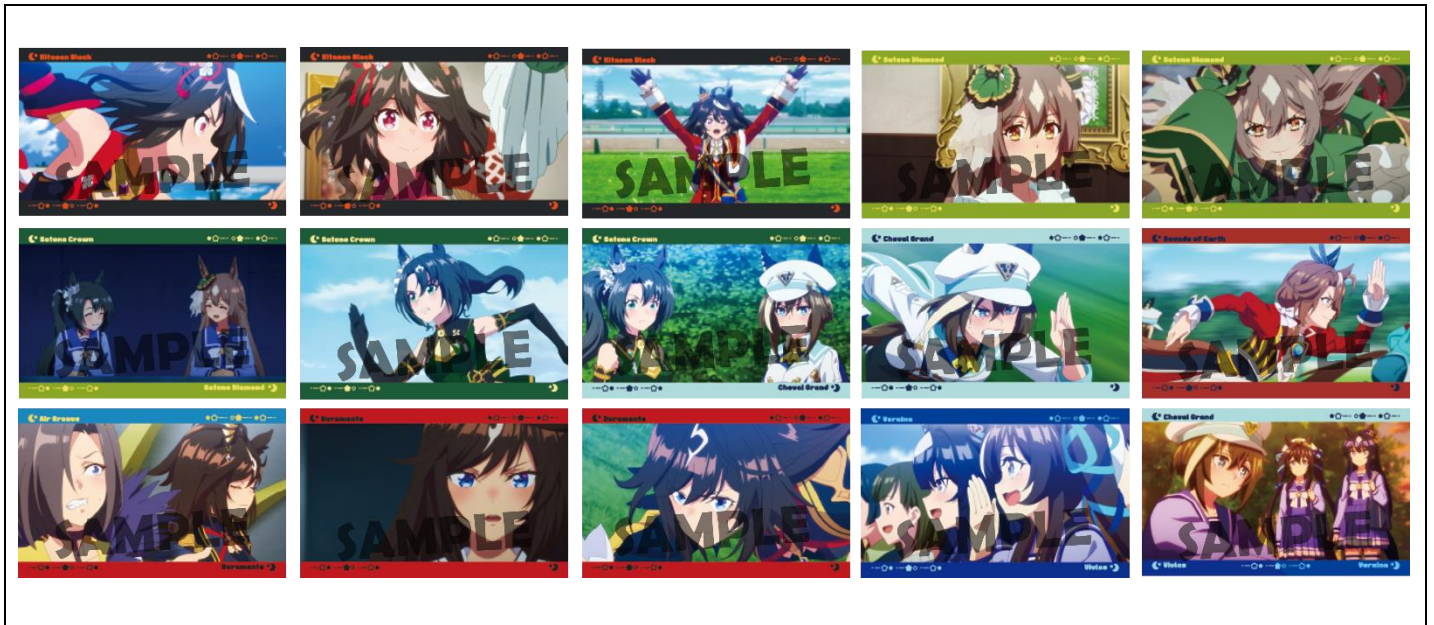 Kitasan Black
SAMPLE
Kitasan Black
SAMPLE
Kitasan Black
SAMPLE
Satono Diamond
SAMPLE
Satono Diamond
SAMPLE
Satono Crown
SAMPLE
Satono Diamond
Satono Crown
SAMPLE
Satono Crown
SAMPLE
Cheval Grand
Cheval Grand
SAMPLE
Sounds of Earth
SAMPLE
Air Groove
SAMPLE
Duramente
Duramente
SAMPLE
Duramente
SAMPLE
Verxina
SAMPLE
Vivlos
Cheval Grand
SAMPLE
Vivlos
Verxina